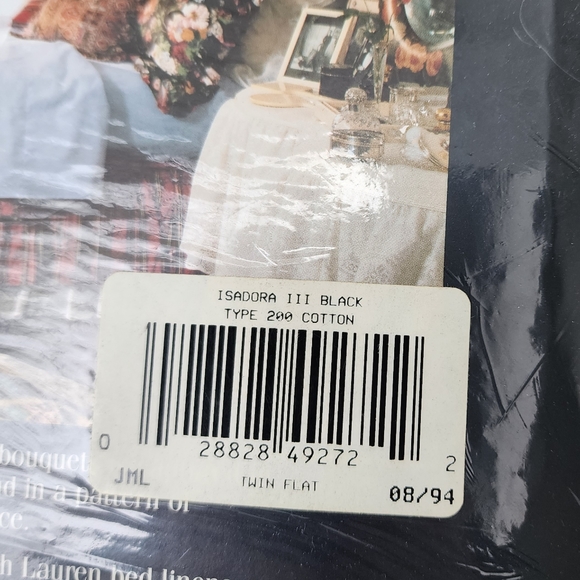 ISADORA III BLACK
TYPE 200 COTTON
0 28828 49272 2
JML TWIN FLAT 08/94
bouquet
d in a pattern of
ce.
h Lauren bed linens